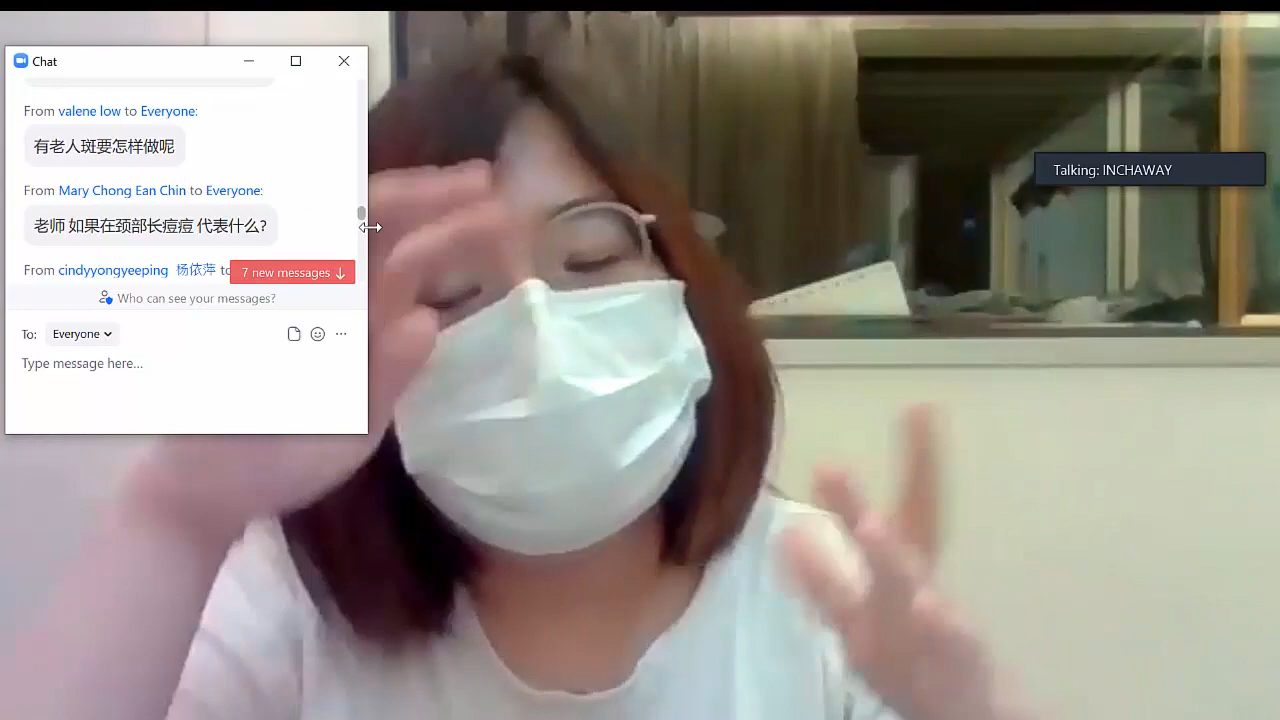 Chat
From valene low to Everyone:
有老人斑要怎样做呢
From Mary Chong Ean Chin to Everyone:
老师 如果在颈部长痘痘 代表什么?
From cindyyongyeeping 杨依萍 to
7 new messages
Who can see your messages?
To: Everyone
Type message here...
Talking: INCHAWAY